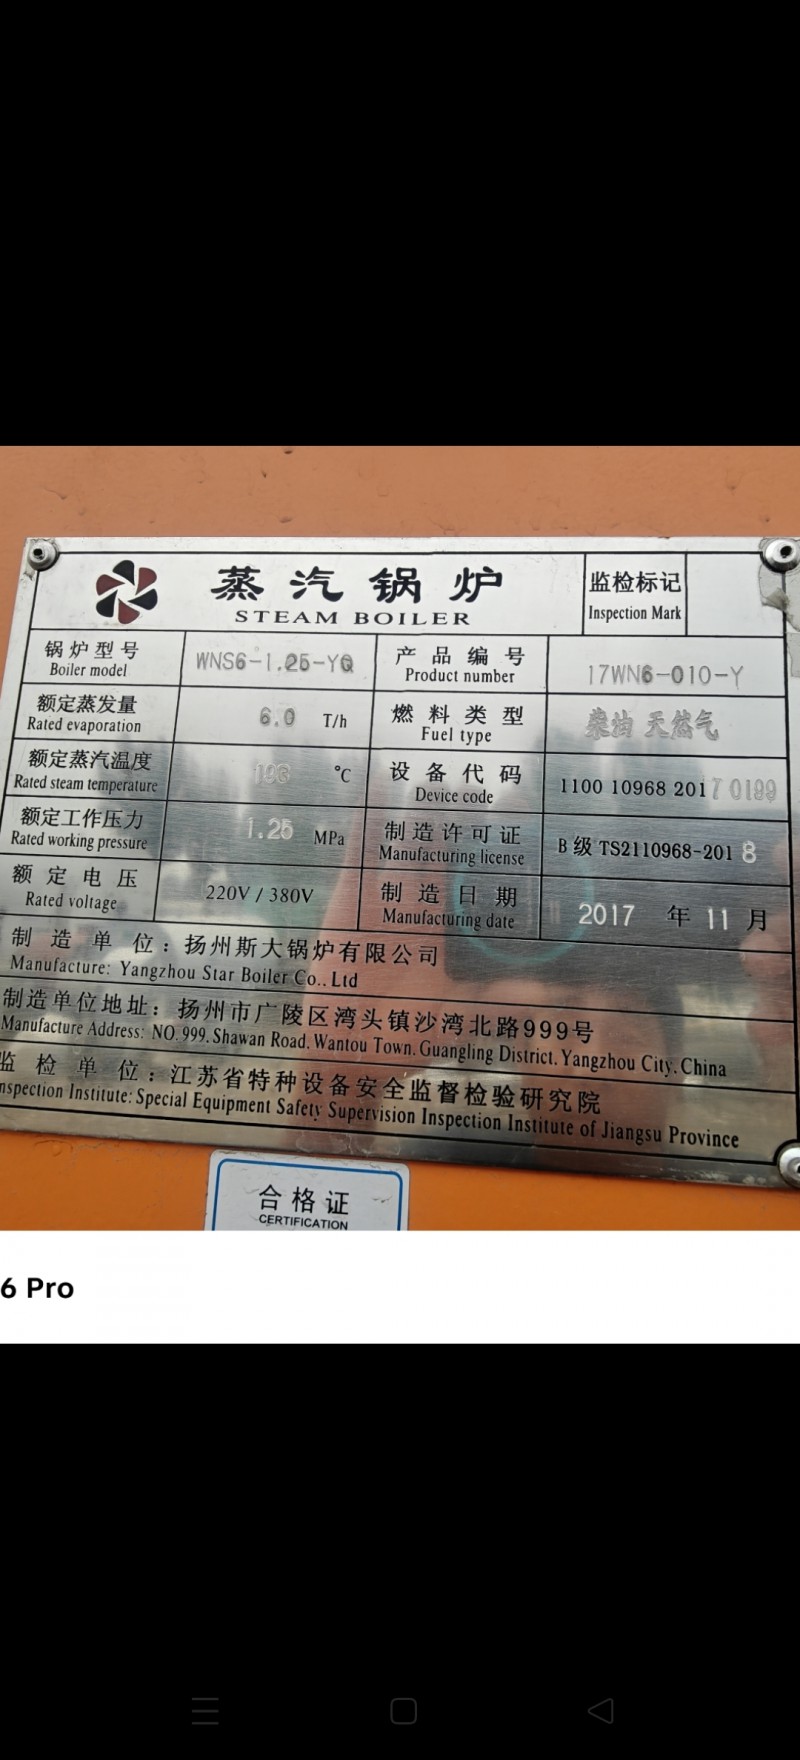 蒸汽锅炉
STEAM BOILER
监检标记
Inspection Mark
锅炉型号
Boiler model
WNS6-1.25-YQ
产品编号
Product number
17WN6-010-Y
额定蒸发量
Rated evaporation
6.0 T/h
燃料类型
Fuel type
柴油 天然气
额定蒸汽温度
Rated steam temperature
193 °C
设备代码
Device code
1100 10968 2017 0199
额定工作压力
Rated working pressure
1.25 MPa
制造许可证
Manufacturing license
B 级 TS2110968-2018
额定电压
Rated voltage
220V / 380V
制造日期
Manufacturing date
2017 年 11 月
制造单位：扬州斯大锅炉有限公司
Manufacture: Yangzhou Star Boiler Co., Ltd
制造单位地址：扬州市广陵区湾头镇沙湾北路999号
Manufacture Address: NO.999.Shawan Road.Wantou Town.Guangling District.Yangzhou City.China
监检单位：江苏省特种设备安全监督检验研究院
nspection Institute: Special Equipment Safety Supervision Inspection Institute of Jiangsu Province
合格证
CERTIFICATION
6 Pro